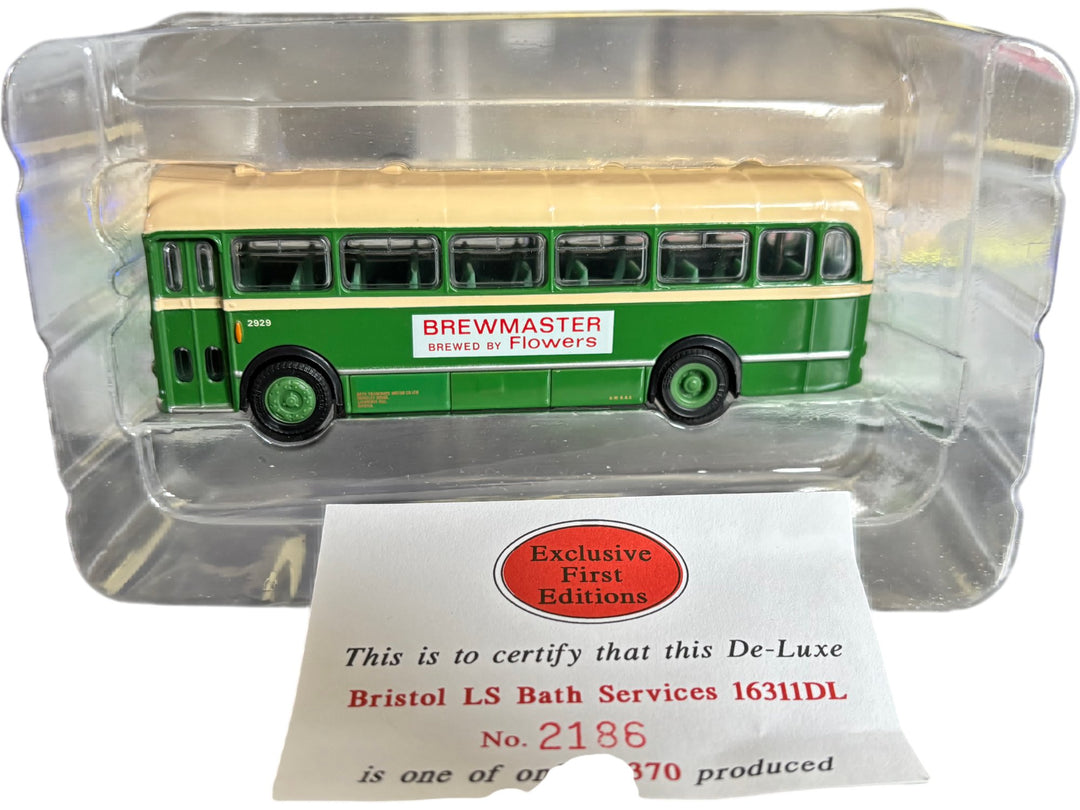 2929
BREWMASTER
BREWED BY Flowers
Exclusive
First
Editions
This is to certify that this De-Luxe
Bristol LS Bath Services 16311DL
No. 2186
is one of 370 produced